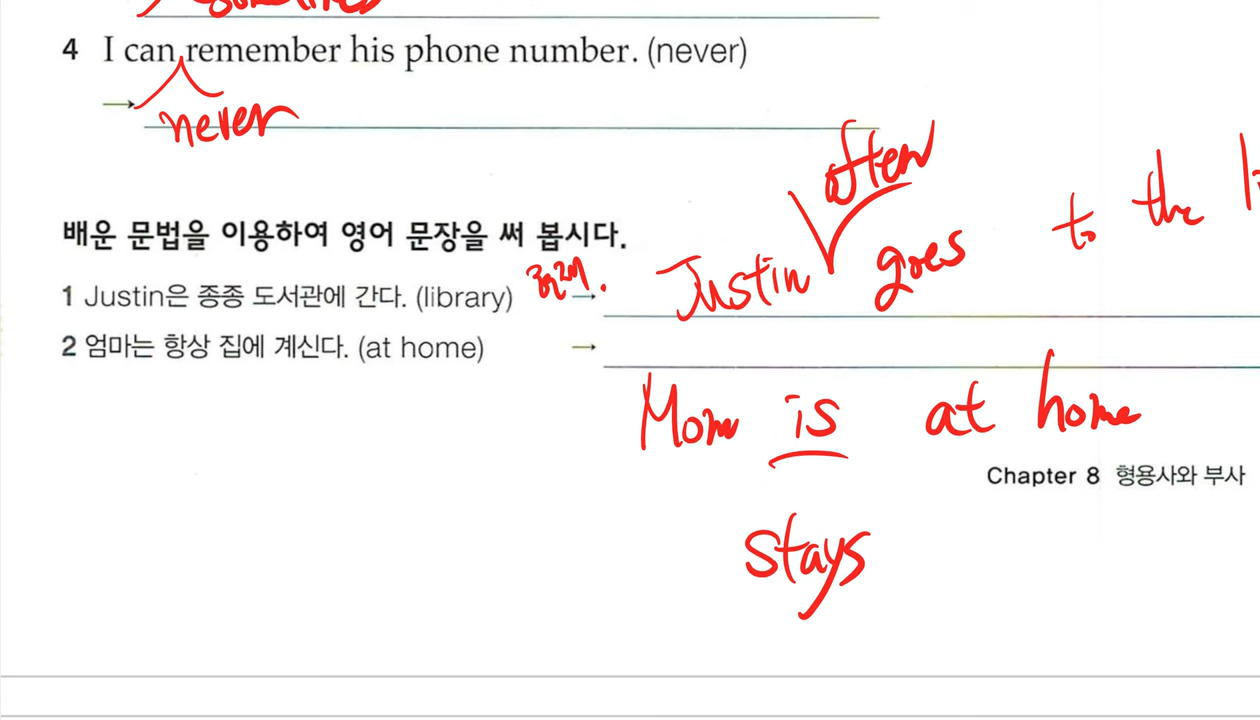 4 I can remember his phone number. (never)
→
never
often
배운 문법을 이용하여 영어 문장을 써 봅시다.
Justin goes to the
1 Justin은 종종 도서관에 간다. (library) 현재. →
2 엄마는 항상 집에 계신다. (at home) →
Mom is at home
Chapter 8 형용사와 부사
stays